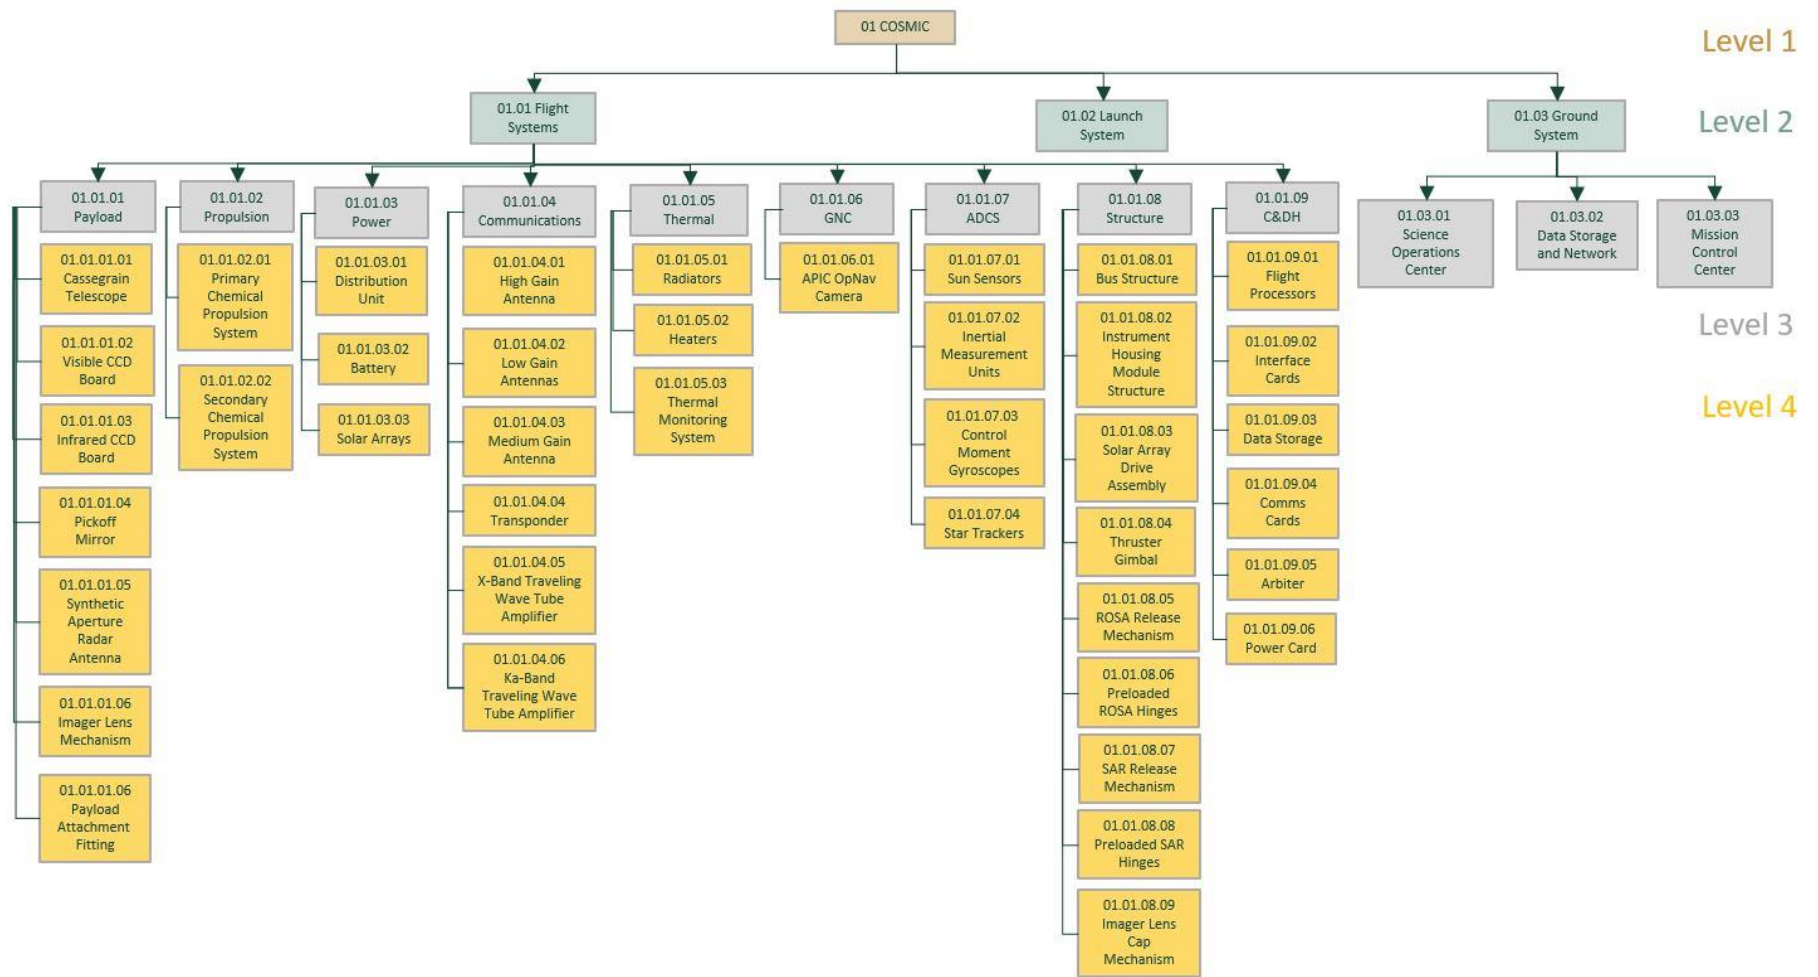 01 COSMIC
Level 1
01.01 Flight
Systems
01.02 Launch
System
01.03 Ground
System
Level 2
01.01.01
Payload
01.01.02
Propulsion
01.01.03
Power
01.01.04
Communications
01.01.05
Thermal
01.01.06
GNC
01.01.07
ADCS
01.01.08
Structure
01.01.09
C&DH
01.03.01
Science
Operations
Center
01.03.02
Data Storage
and Network
01.03.03
Mission
Control
Center
Level 3
Level 4
01.01.01.01
Cassegrain
Telescope
01.01.01.02
Visible CCD
Board
01.01.01.03
Infrared CCD
Board
01.01.01.04
Pickoff
Mirror
01.01.01.05
Synthetic
Aperture
Radar
Antenna
01.01.01.06
Imager Lens
Mechanism
01.01.01.06
Payload
Attachment
Fitting
01.01.02.01
Primary
Chemical
Propulsion
System
01.01.02.02
Secondary
Chemical
Propulsion
System
01.01.03.01
Distribution
Unit
01.01.03.02
Battery
01.01.03.03
Solar Arrays
01.01.04.01
High Gain
Antenna
01.01.04.02
Low Gain
Antennas
01.01.04.03
Medium Gain
Antenna
01.01.04.04
Transponder
01.01.04.05
X-Band Traveling
Wave Tube
Amplifier
01.01.04.06
Ka-Band
Traveling Wave
Tube Amplifier
01.01.05.01
Radiators
01.01.05.02
Heaters
01.01.05.03
Thermal
Monitoring
System
01.01.06.01
APIC OpNav
Camera
01.01.07.01
Sun Sensors
01.01.07.02
Inertial
Measurement
Units
01.01.07.03
Control
Moment
Gyroscopes
01.01.07.04
Star Trackers
01.01.08.01
Bus Structure
01.01.08.02
Instrument
Housing
Module
Structure
01.01.08.03
Solar Array
Drive
Assembly
01.01.08.04
Thruster
Gimbal
01.01.08.05
ROSA Release
Mechanism
01.01.08.06
Preloaded
ROSA Hinges
01.01.08.07
SAR Release
Mechanism
01.01.08.08
Preloaded SAR
Hinges
01.01.08.09
Imager Lens
Cap
Mechanism
01.01.09.01
Flight
Processors
01.01.09.02
Interface
Cards
01.01.09.03
Data Storage
01.01.09.04
Comms
Cards
01.01.09.05
Arbiter
01.01.09.06
Power Card